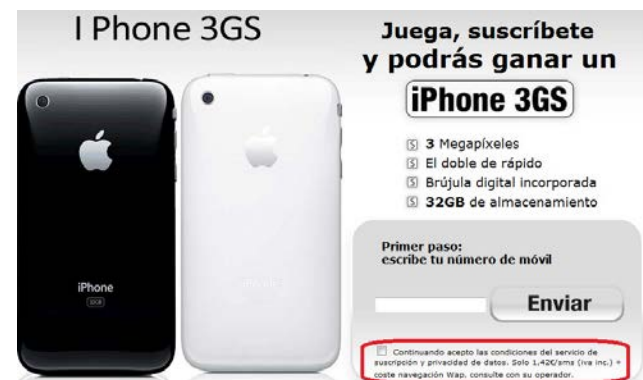 I Phone 3GS
Juega, suscríbete
y podrás ganar un
iPhone 3GS
3 Megapíxeles
El doble de rápido
Brújula digital incorporada
32GB de almacenamiento
Primer paso:
escribe tu número de móvil
Enviar
iPhone
Continuando acepto las condiciones del servicio de
suscripción y privacidad de datos. Solo 1,42€/sms (iva inc.) +
coste navegación Wap, consulte con su operador.